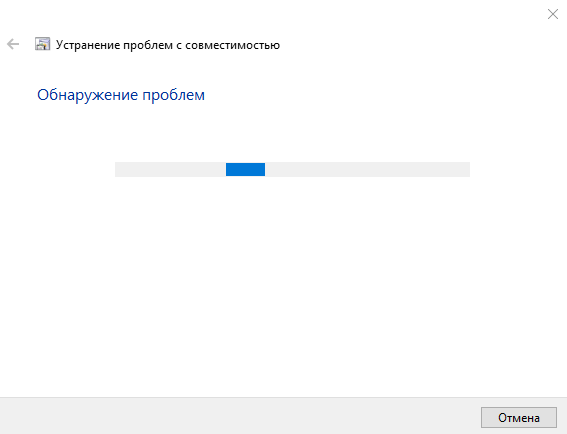 Устранение проблем с совместимостью
Обнаружение проблем
Отмена